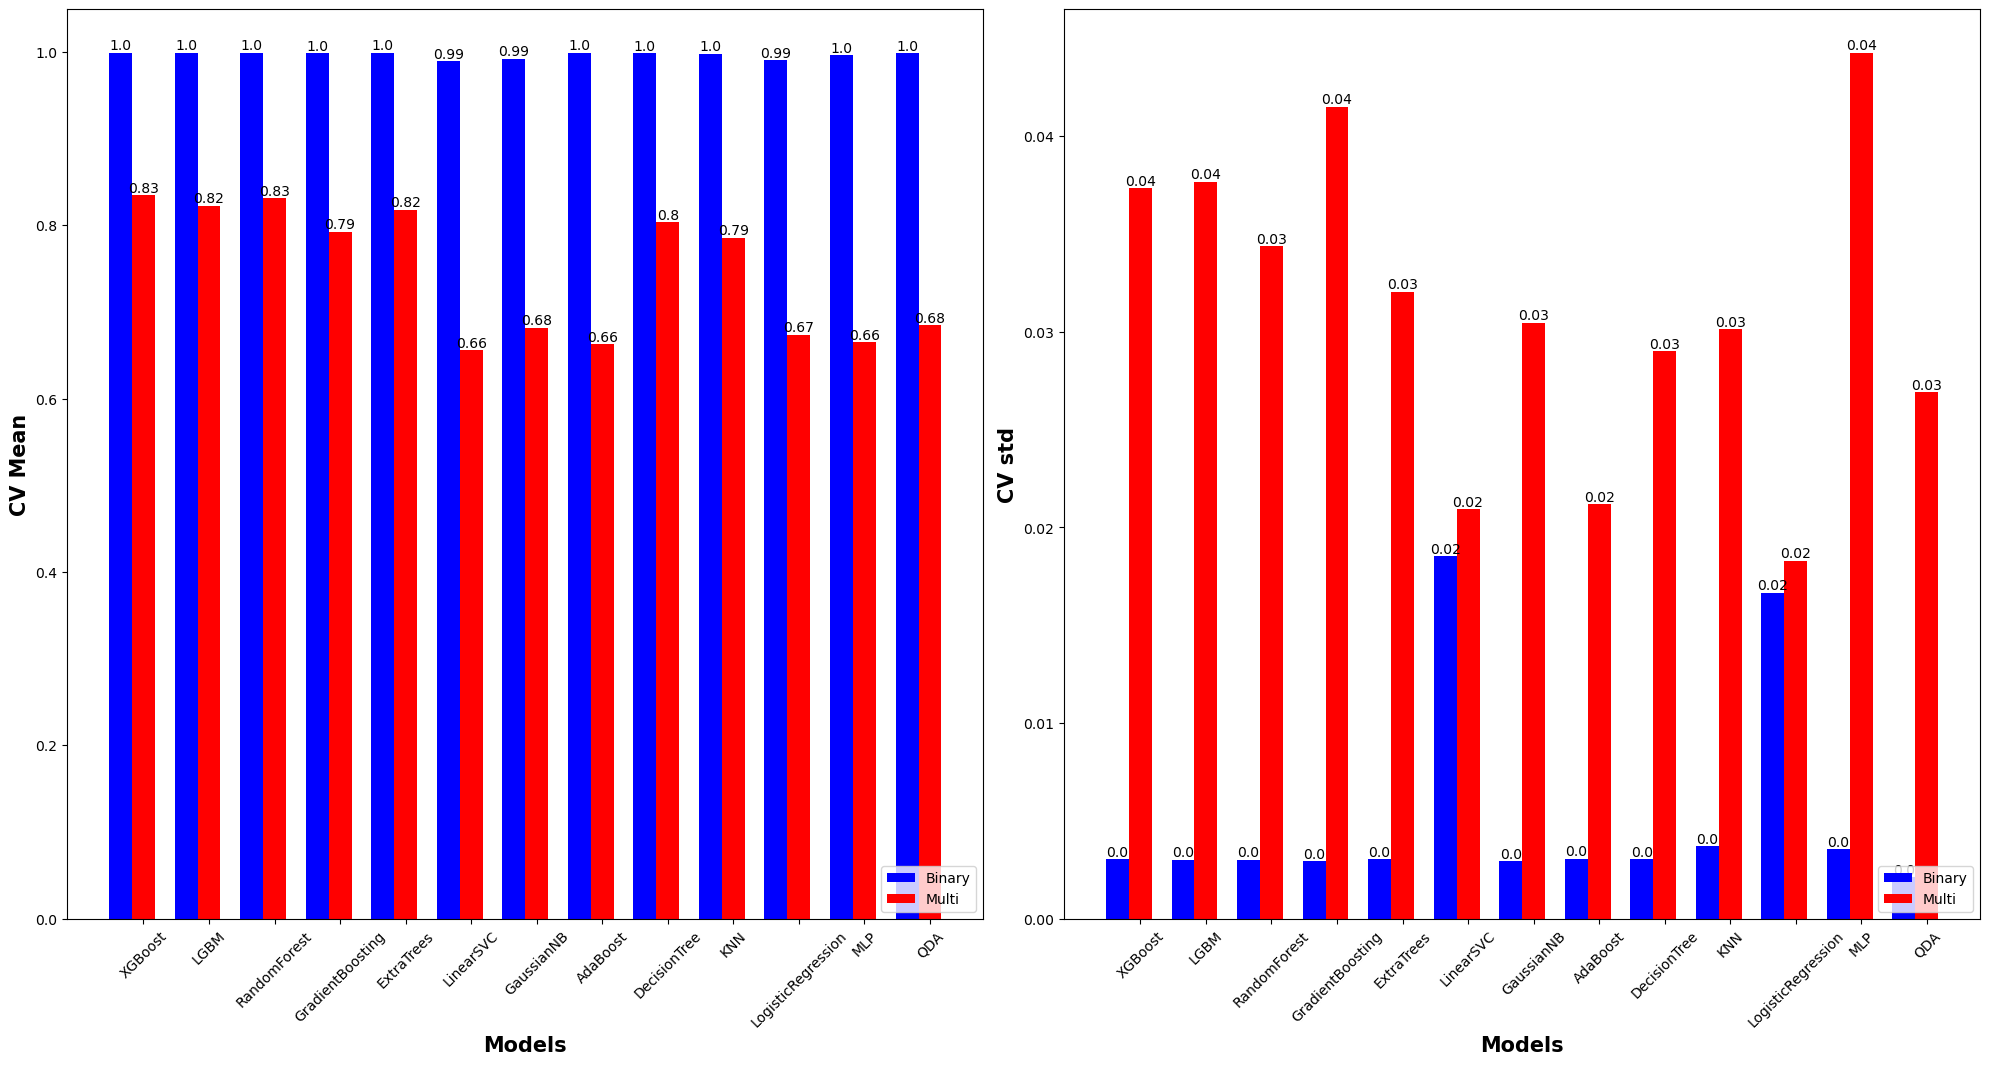 1.0 1.0 1.0 1.0 1.0 0.99 0.99 1.0 1.0 1.0 0.99 1.0 1.0
0.83 0.82 0.83 0.79 0.82 0.66 0.68 0.66 0.8 0.79 0.67 0.66 0.68
1.0
0.8
0.6
0.4
0.2
0.0
CV Mean
Binary
Multi
XGBoost
LGBM
RandomForest
GradientBoosting
ExtraTrees
LinearSVC
GaussianNB
AdaBoost
DecisionTree
KNN
LogisticRegression
MLP
QDA
Models
0.04 0.04 0.03 0.04 0.03 0.02 0.03 0.02 0.03 0.03 0.02 0.04 0.03
0.0 0.0 0.0 0.0 0.0 0.02 0.0 0.0 0.0 0.0 0.02 0.0 0.0
0.04
0.03
0.02
0.01
0.00
CV std
Binary
Multi
XGBoost
LGBM
RandomForest
GradientBoosting
ExtraTrees
LinearSVC
GaussianNB
AdaBoost
DecisionTree
KNN
LogisticRegression
MLP
QDA
Models